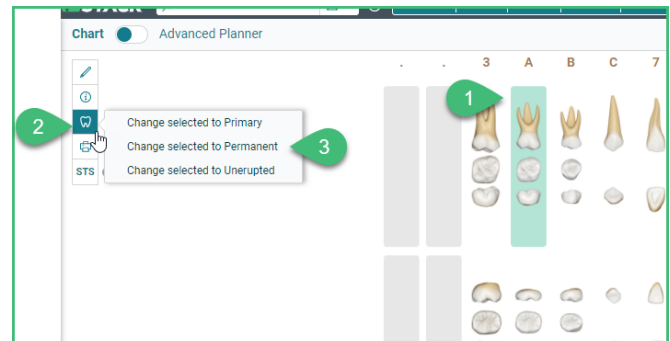 Chart Advanced Planner
. . 3 A B C 7
1
2
Change selected to Primary
Change selected to Permanent 3
Change selected to Unerupted
STS